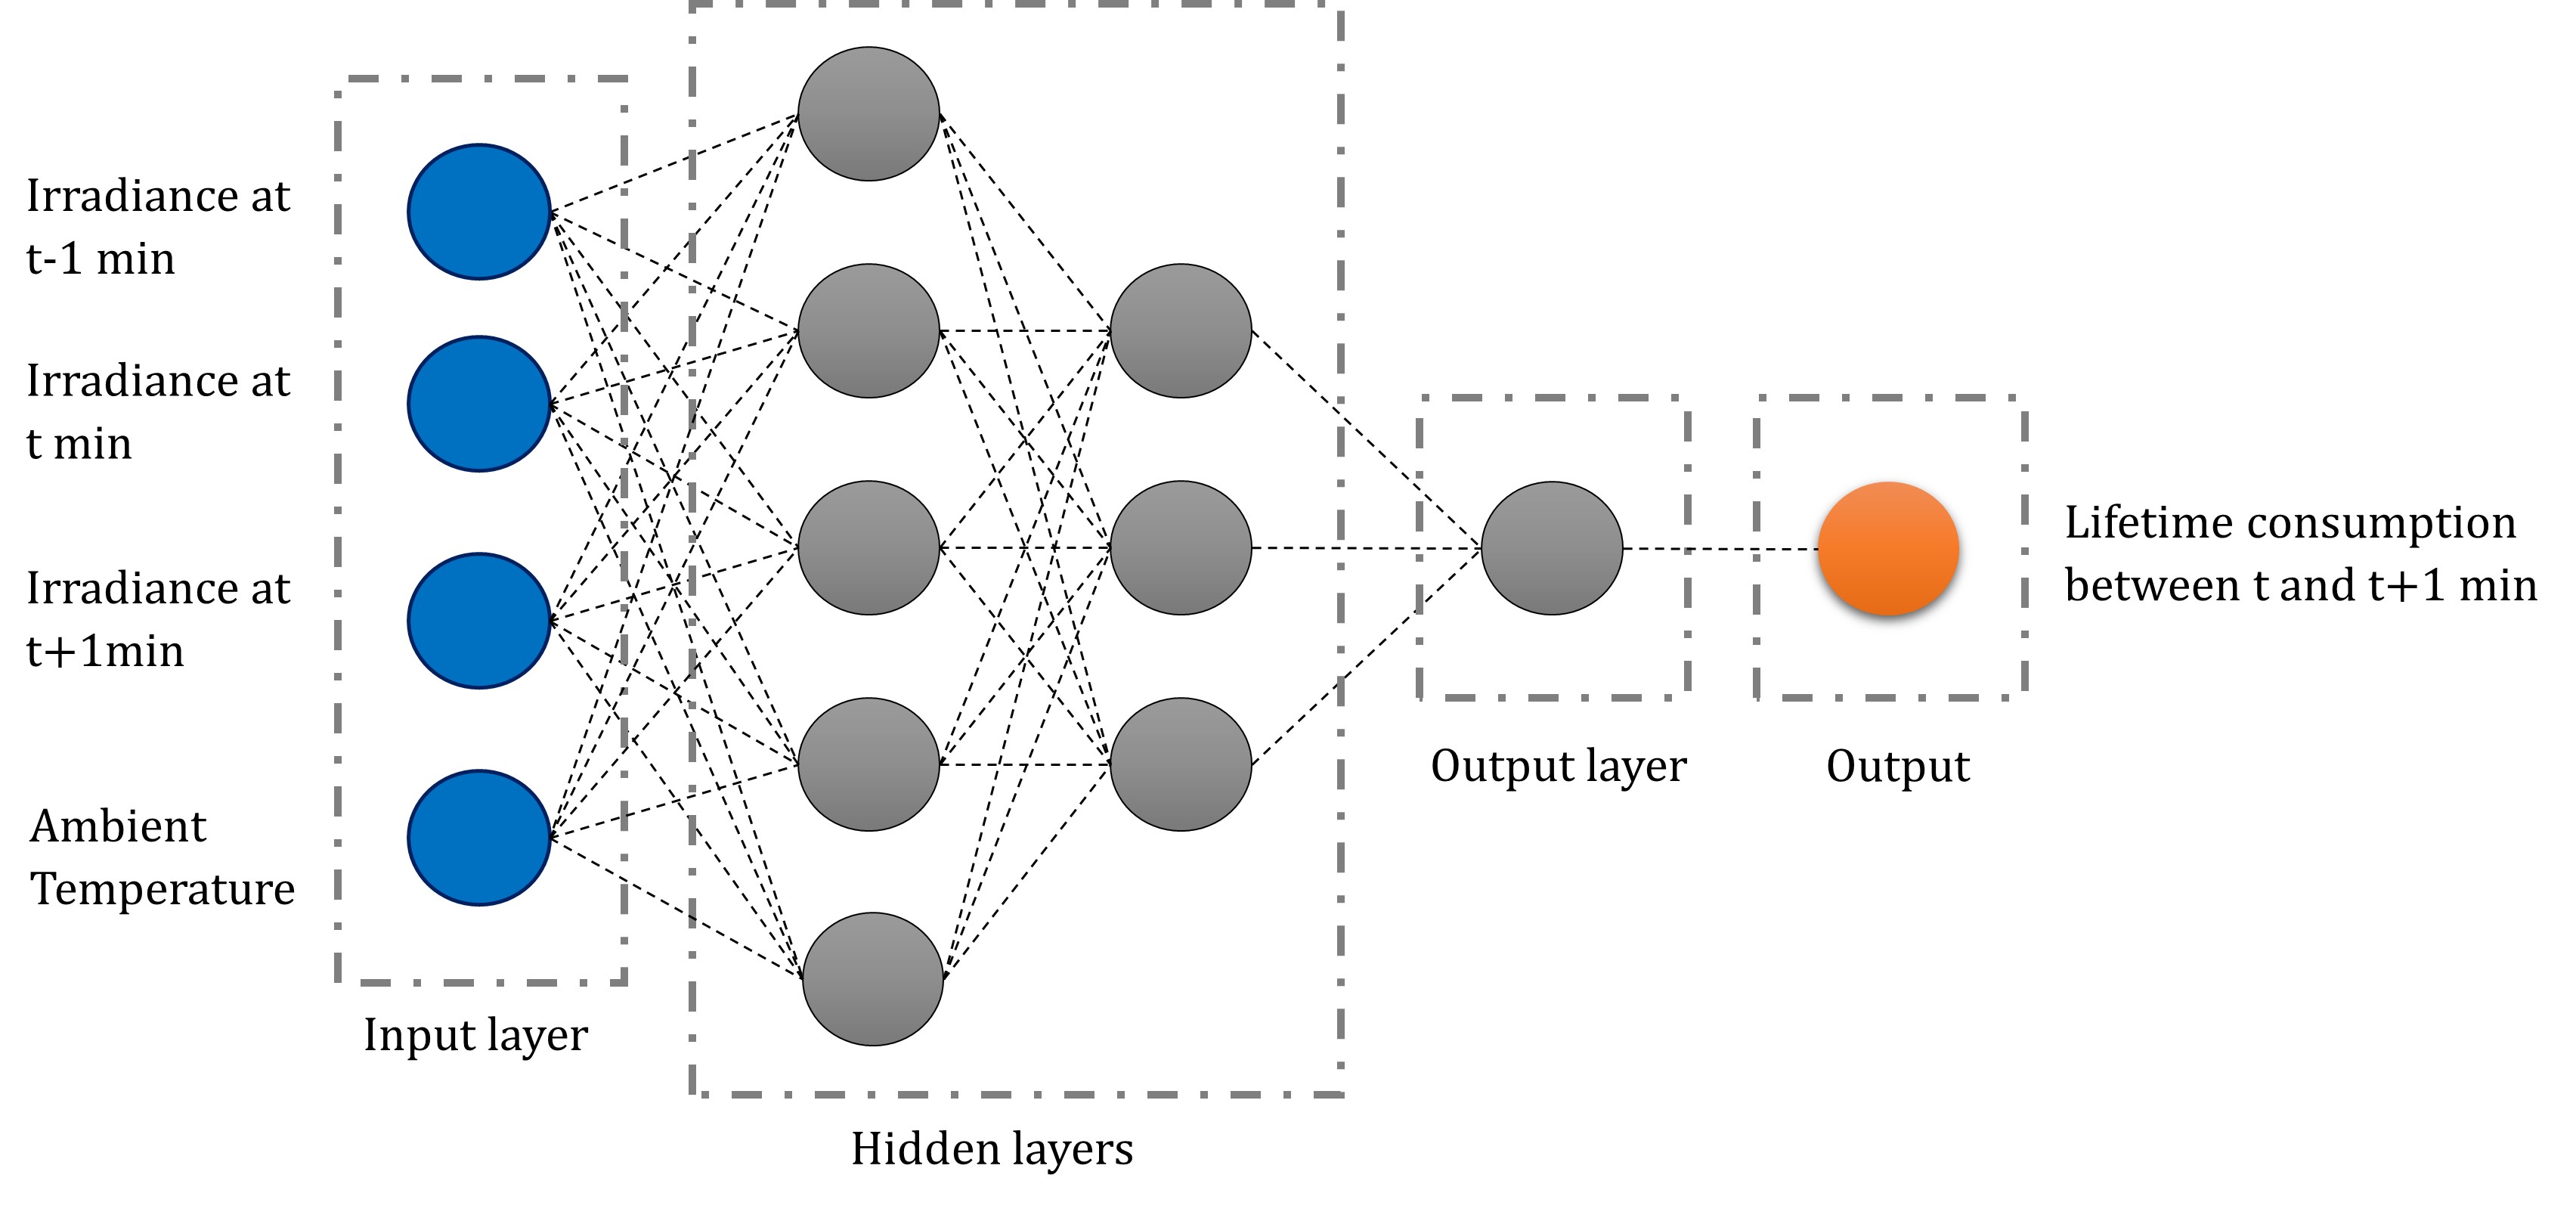 Irradiance at
t-1 min
Irradiance at
t min
Irradiance at
t+1min
Ambient
Temperature
Input layer
Hidden layers
Output layer
Output
Lifetime consumption
between t and t+1 min